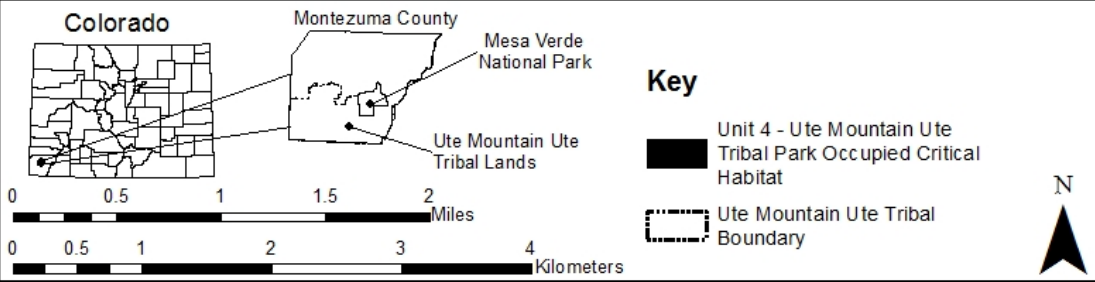 Colorado
Montezuma County
Mesa Verde
National Park
Ute Mountain Ute
Tribal Lands
0 0.5 1 1.5 2
Miles
0 0.5 1 2 3 4
Kilometers
Key
Unit 4 - Ute Mountain Ute
Tribal Park Occupied Critical
Habitat
Ute Mountain Ute Tribal
Boundary
N